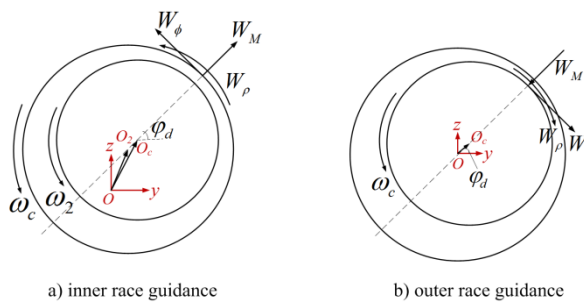 W_ϕ
W_M
W_ρ
φ_d
z O_2
O_c
O y
ω_c ω_2
a) inner race guidance
W_M
W_ρ W
z O_c
O y
φ_d
ω_c
b) outer race guidance